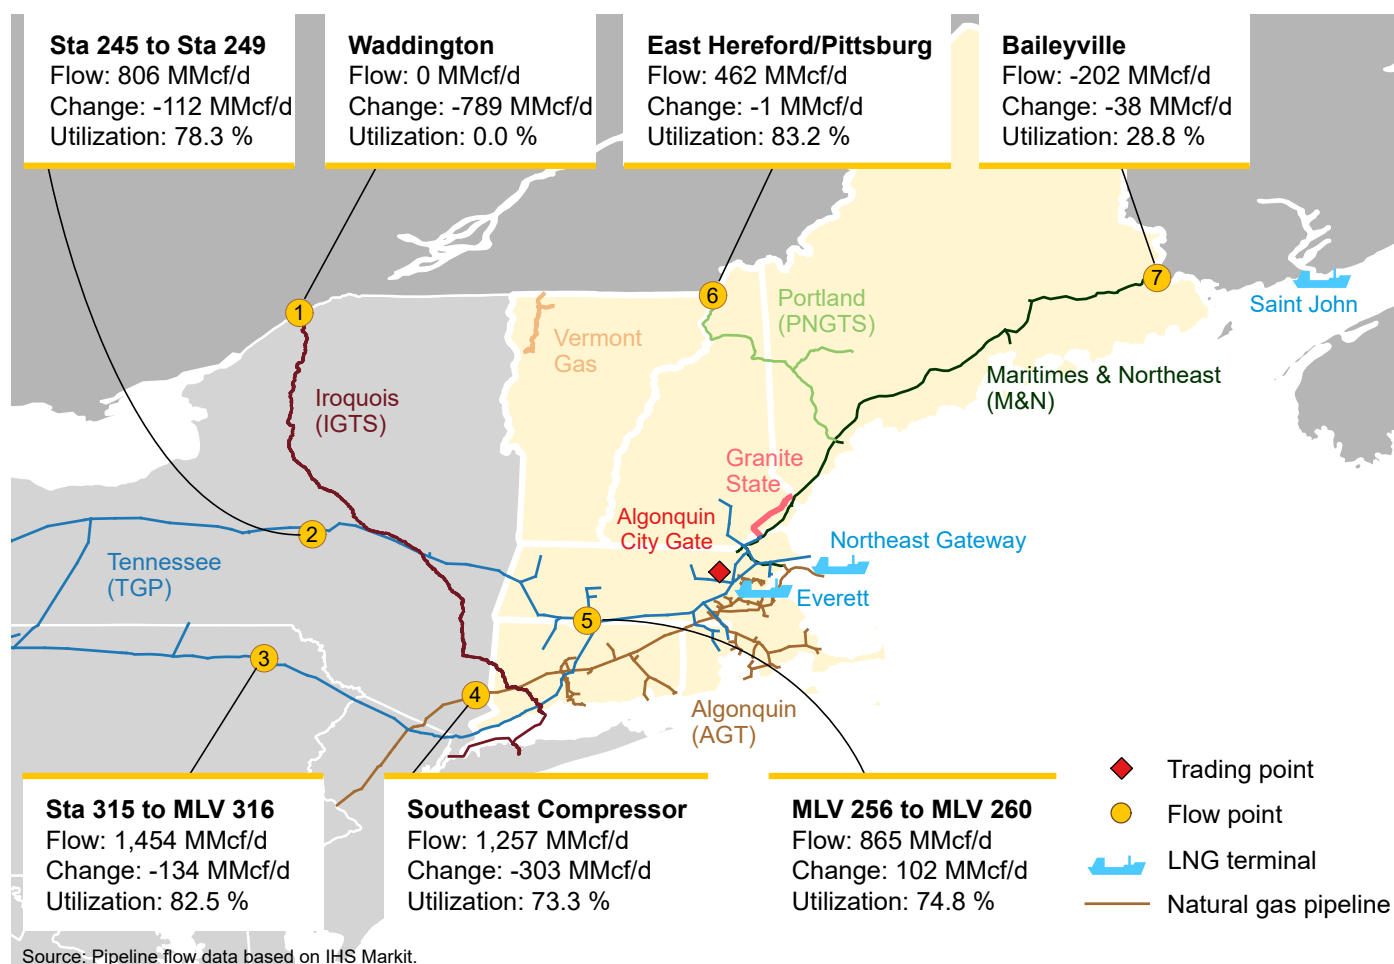 Sta 245 to Sta 249
Flow: 806 MMcf/d
Change: -112 MMcf/d
Utilization: 78.3 %
Waddington
Flow: 0 MMcf/d
Change: -789 MMcf/d
Utilization: 0.0 %
East Hereford/Pittsburg
Flow: 462 MMcf/d
Change: -1 MMcf/d
Utilization: 83.2 %
Baileyville
Flow: -202 MMcf/d
Change: -38 MMcf/d
Utilization: 28.8 %
1
6
7
Saint John
Portland
(PNGTS)
Vermont
Gas
Maritimes & Northeast
(M&N)
Iroquois
(IGTS)
Granite
State
Algonquin
City Gate
2
Northeast Gateway
Tennessee
(TGP)
Everett
5
3
4
Algonquin
(AGT)
Sta 315 to MLV 316
Flow: 1,454 MMcf/d
Change: -134 MMcf/d
Utilization: 82.5 %
Southeast Compressor
Flow: 1,257 MMcf/d
Change: -303 MMcf/d
Utilization: 73.3 %
MLV 256 to MLV 260
Flow: 865 MMcf/d
Change: 102 MMcf/d
Utilization: 74.8 %
Trading point
Flow point
LNG terminal
Natural gas pipeline
Source: Pipeline flow data based on IHS Markit.